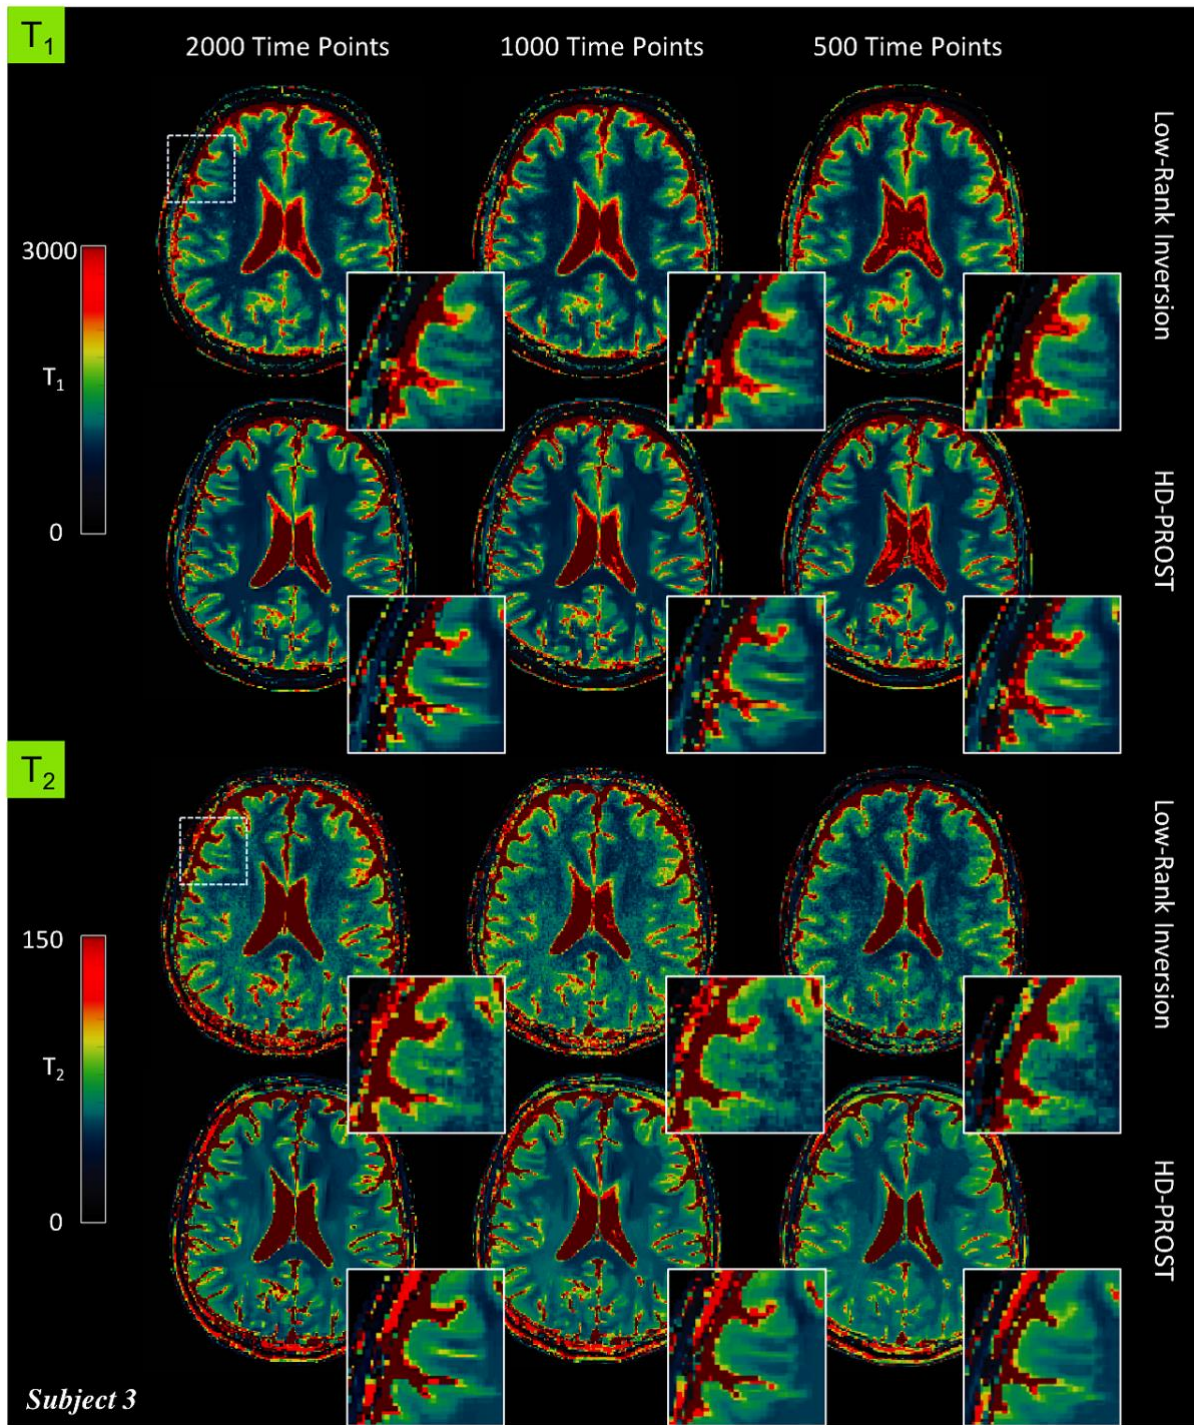 T₁
2000 Time Points
1000 Time Points
500 Time Points
Low-Rank Inversion
3000
T₁
0
HD-PROST
T₂
Low-Rank Inversion
150
T₂
0
HD-PROST
Subject 3